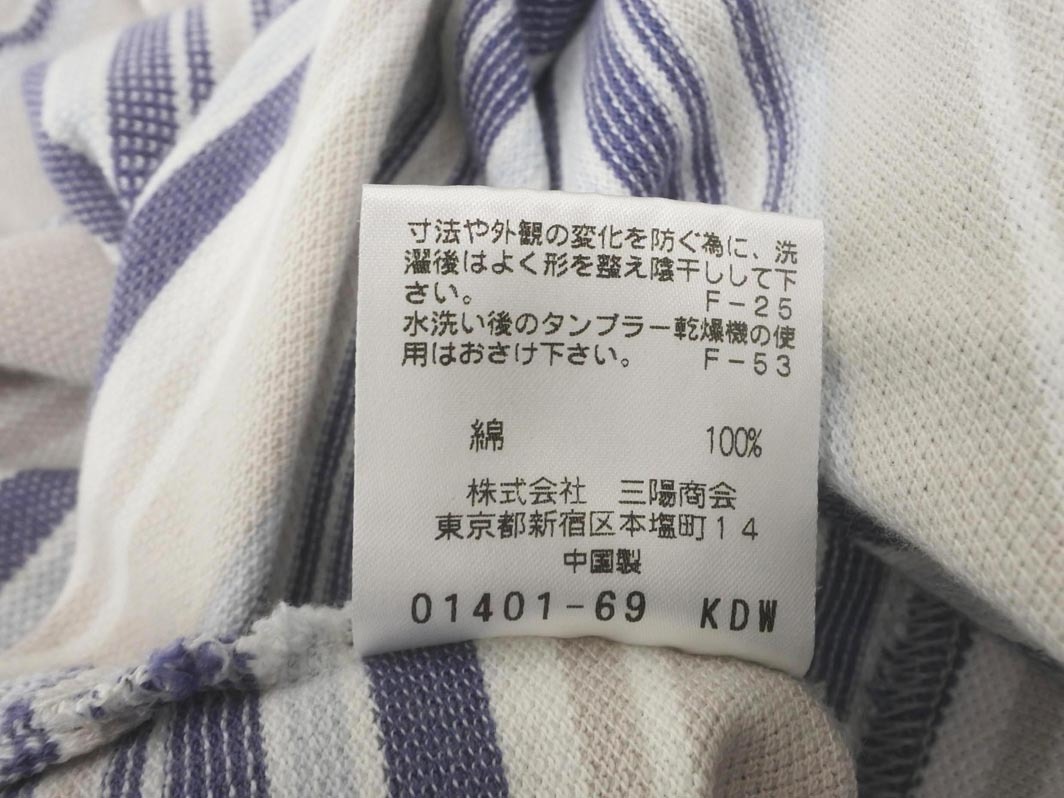 寸法や外観の変化を防ぐ為に、洗
濯後はよく形を整え陰干しして下
さい。 F-25
水洗い後のタンブラー乾燥機の使
用はおさけ下さい。 F-53
綿 100%
株式会社 三陽商会
東京都新宿区本塩町14
中国製
01401-69 KDW